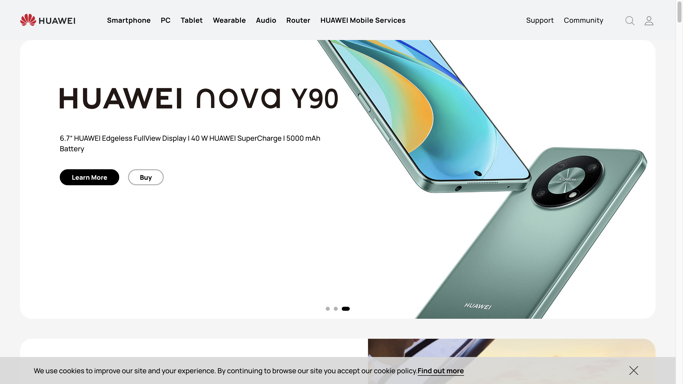 HUAWEI
Smartphone PC Tablet Wearable Audio Router HUAWEI Mobile Services Support Community
HUAWEI nova Y90
6.7" HUAWEI Edgeless FullView Display | 40 W HUAWEI SuperCharge | 5000 mAh
Battery
Learn More Buy
HUAWEI
We use cookies to improve our site and your experience. By continuing to browse our site you accept our cookie policy.Find out more